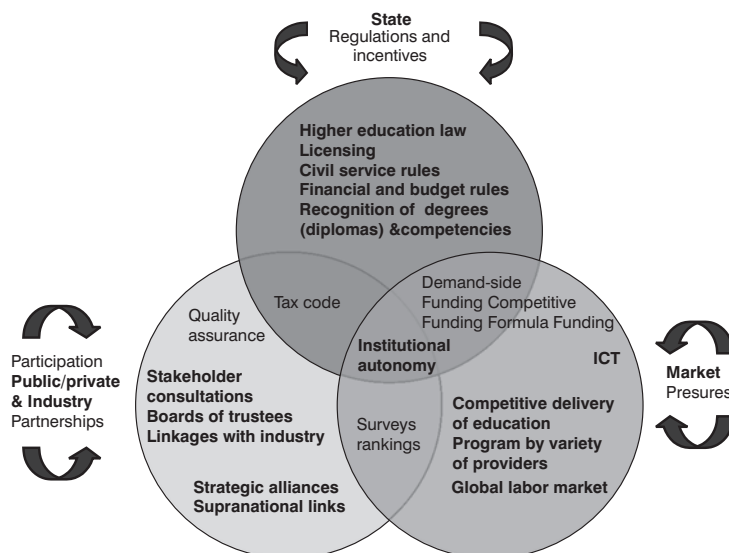 State
Regulations and
incentives
Higher education law
Licensing
Civil service rules
Financial and budget rules
Recognition of degrees
(diplomas) &competencies
Demand-side
Funding Competitive
Funding Formula Funding
Tax code
Quality
assurance
Institutional
autonomy
ICT
Participation
Public/private
& Industry
Partnerships
Market
Presures
Stakeholder
consultations
Boards of trustees
Linkages with industry
Surveys
rankings
Competitive delivery
of education
Program by variety
of providers
Global labor market
Strategic alliances
Supranational links